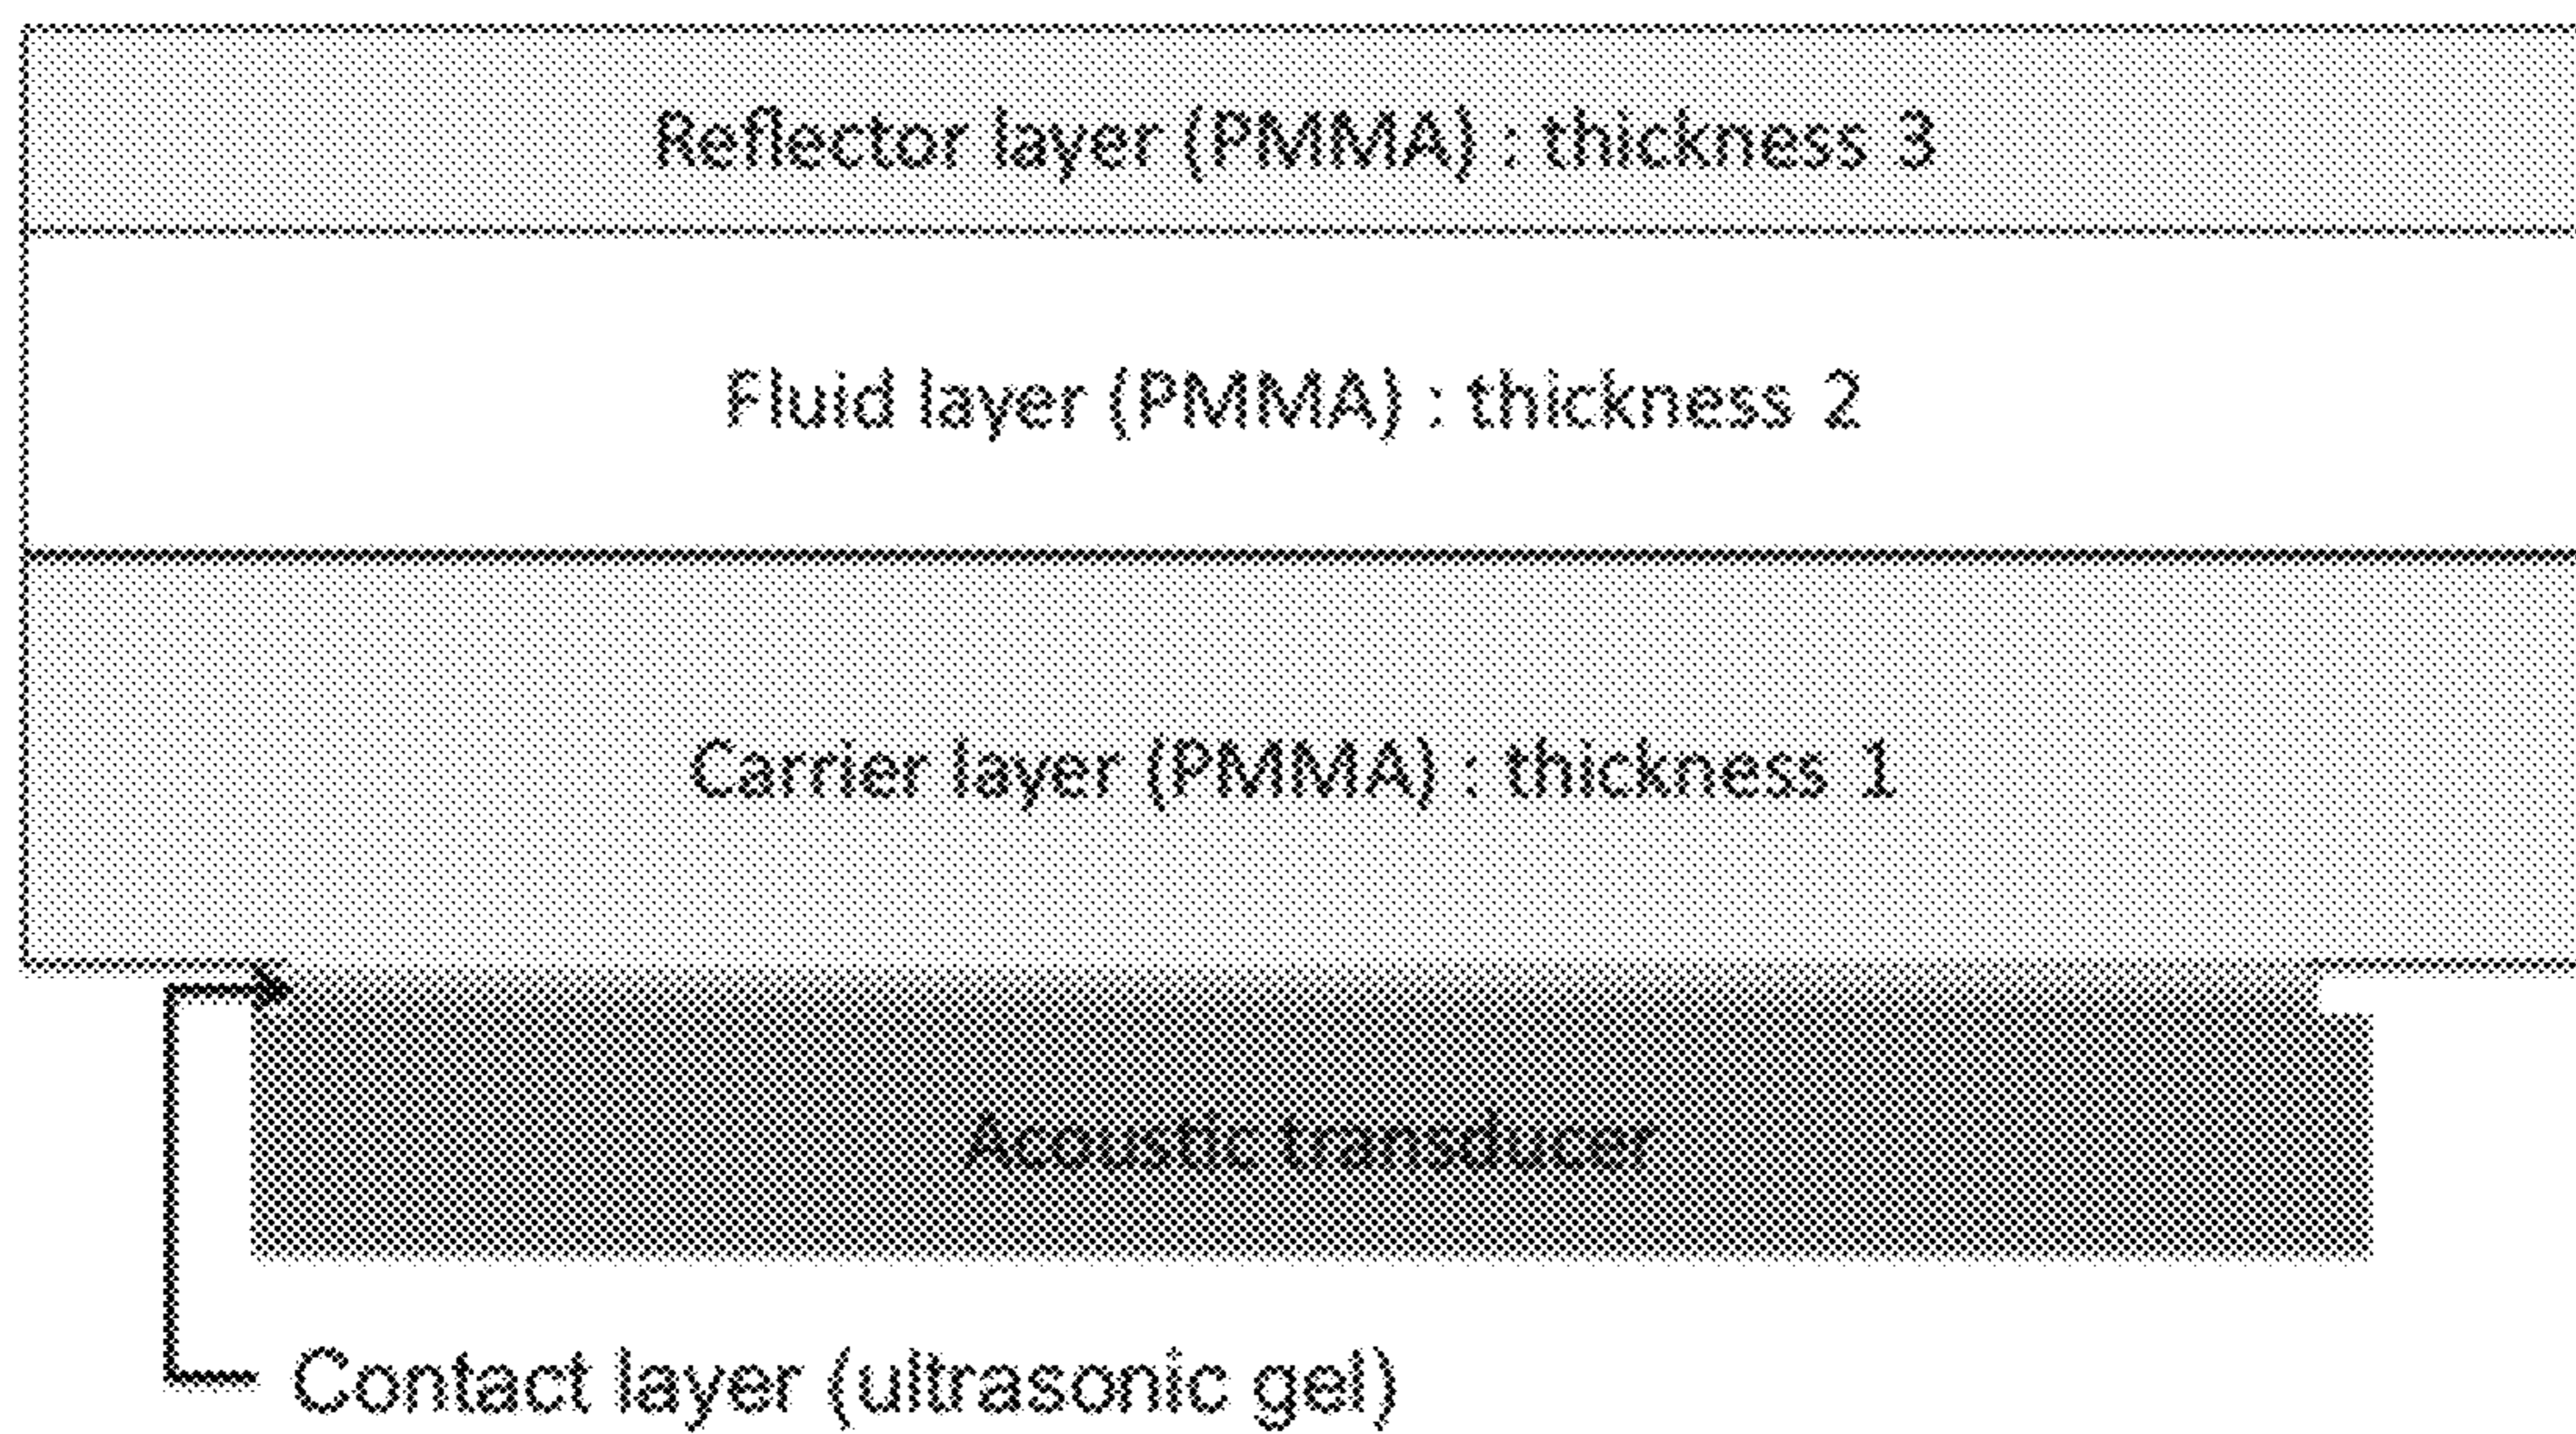 Reflector layer (PMMA) : thickness 3
Fluid layer (PMMA) : thickness 2
Carrier layer (PMMA) : thickness 1
Acoustic transducer
Contact layer (ultrasonic gel)